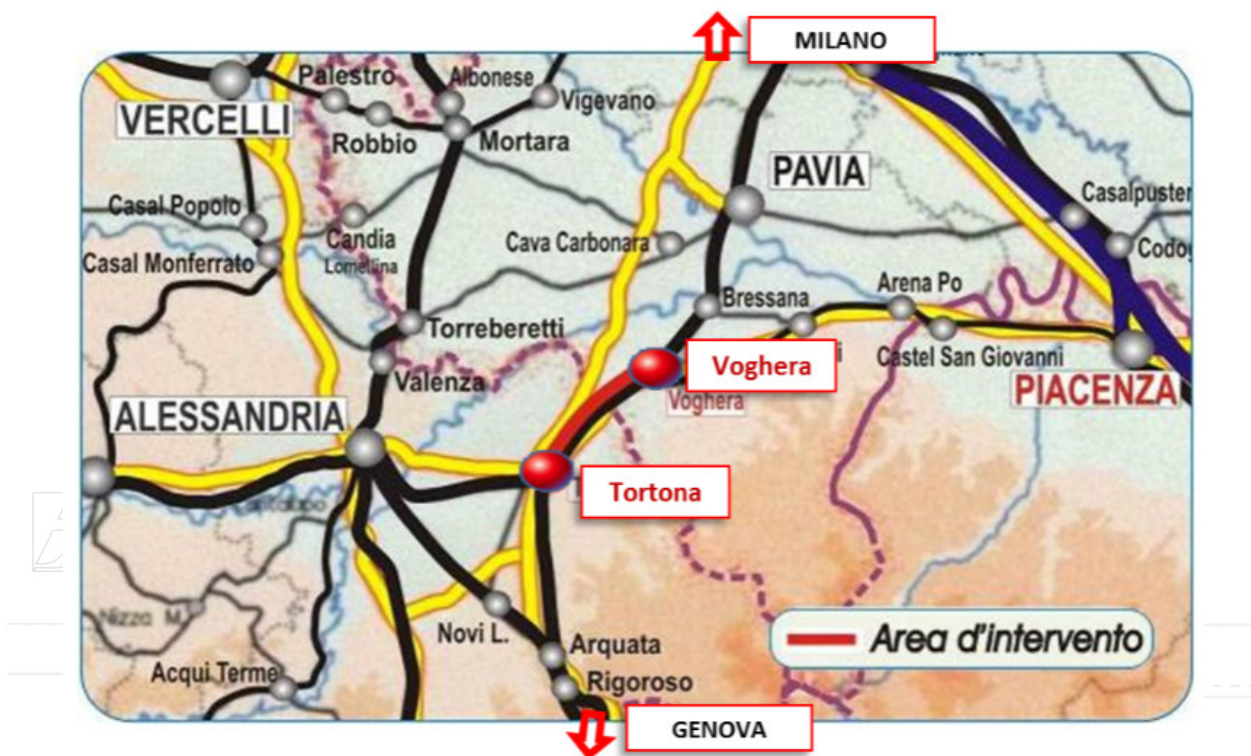 MILANO
Palestro
Albonese
Vigevano
VERCELLI
Robbio
Mortara
PAVIA
Casal Popolo
Candia
Lomellina
Cava Carbonara
Casalpuster
Casal Monferrato
Codog
Bressana
Arena Po
Torreberetti
Castel San Giovanni
Valenza
Voghera
Voghera
PIACENZA
ALESSANDRIA
Tortona
Nizza M.
Novi L.
Arquata
Area d'intervento
Acqui Terme
Rigoroso
GENOVA